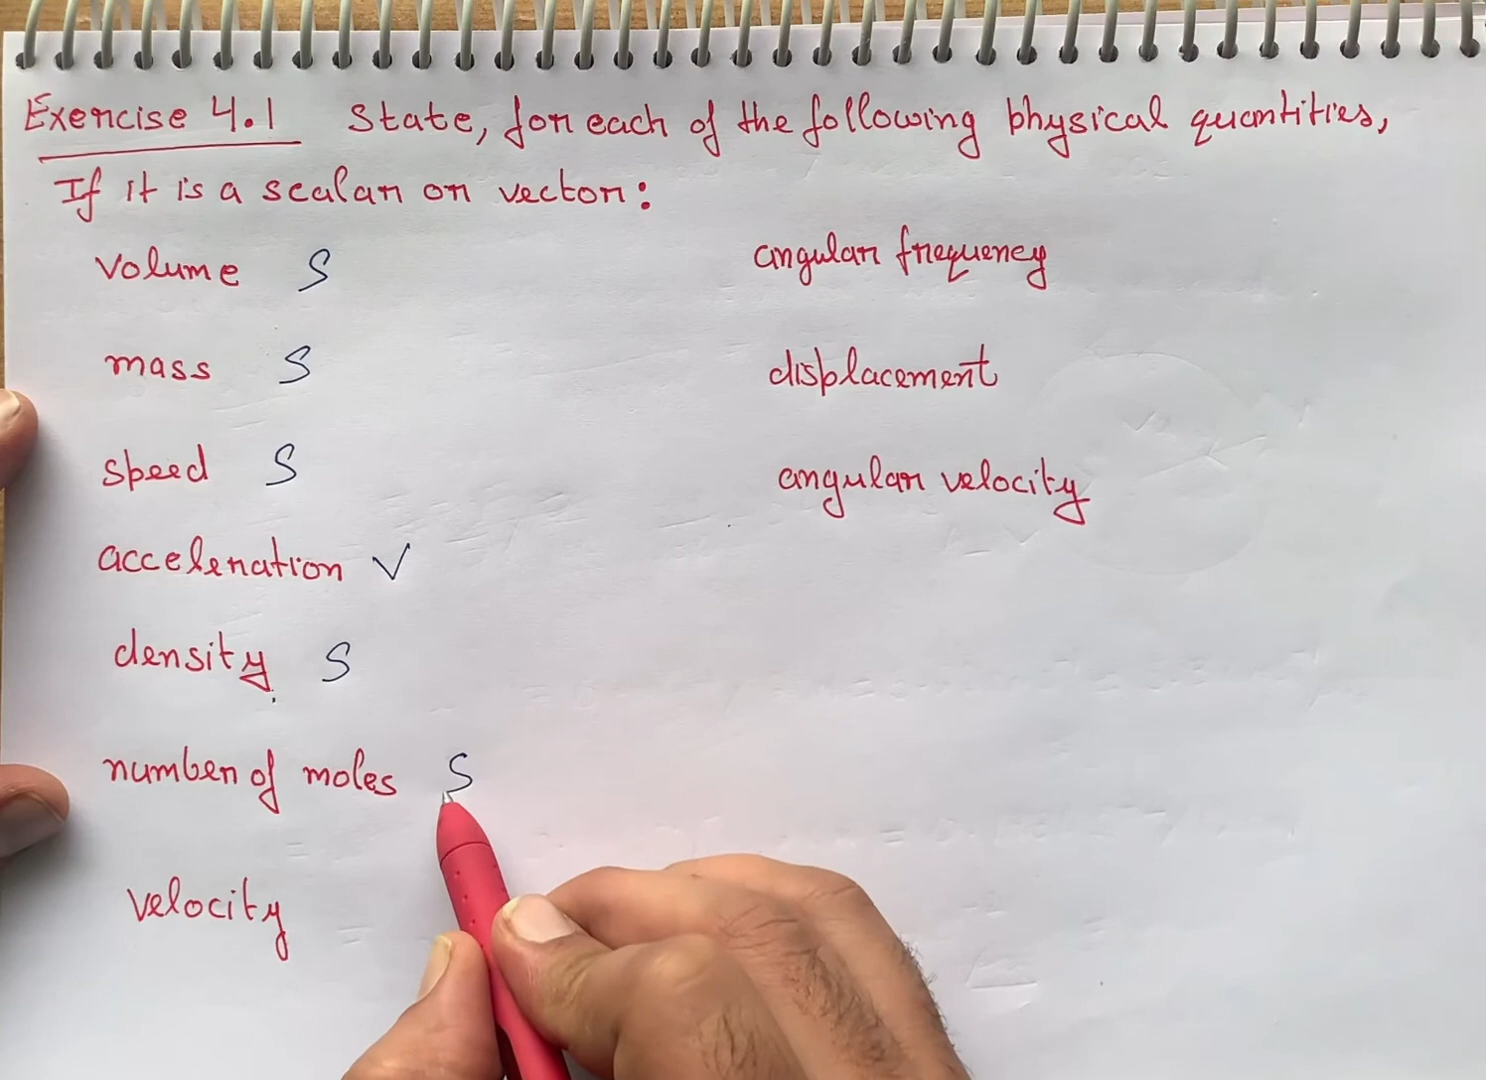 Exercise 4.1 State, for each of the following physical quantities,
If it is a scalar or vector:
Volume S
mass S
speed S
acceleration V
density S
number of moles S
velocity
angular frequency
displacement
angular velocity